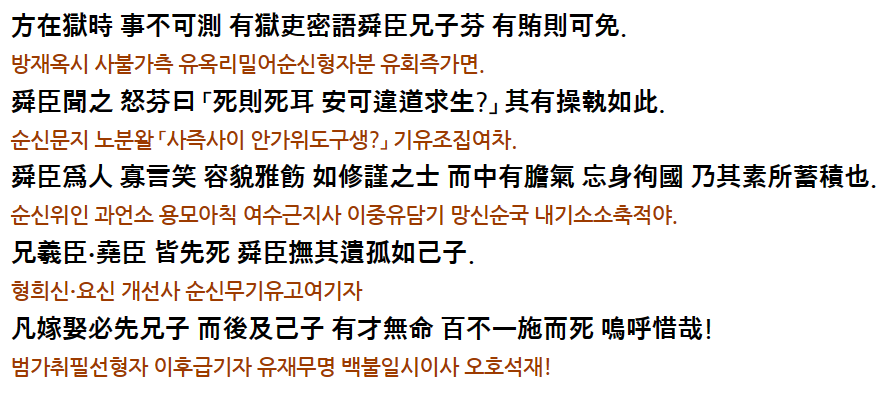 方在獄時 事不可測 有獄吏密語舜臣兄子芬 有賄則可免.
방재옥시 사불가측 유옥리밀어순신형자분 유회즉가면.
舜臣聞之 怒芬曰 「死則死耳 安可違道求生?」 其有操執如此.
순신문지 노분왈 「사즉사이 안가위도구생?」 기유조집여차.
舜臣爲人 寡言笑 容貌雅飭 如修謹之士 而中有膽氣 忘身徇國 乃其素所蓄積也.
순신위인 과언소 용모아칙 여수근지사 이중유담기 망신순국 내기소소축적야.
兄羲臣·堯臣 皆先死 舜臣撫其遺孤如己子.
형희신·요신 개선사 순신무기유고여기자
凡嫁娶必先兄子 而後及己子 有才無命 百不一施而死 嗚呼惜哉!
범가취필선형자 이후급기자 유재무명 백불일시이사 오호석재!